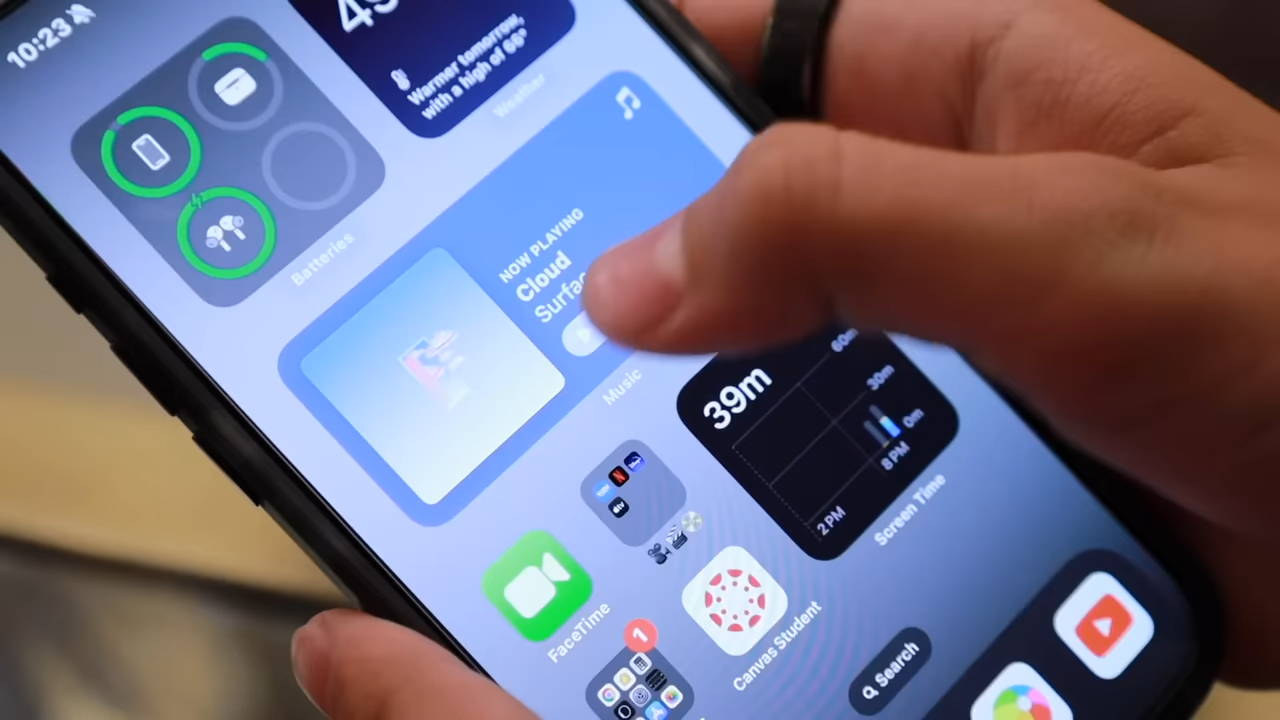 10:23
Warmer tomorrow,
with a high of 66°
Weather
Batteries
NOW PLAYING
Cloud
Music
39m
60m
30m
0m
8 PM
2 PM
Screen Time
FaceTime
Canvas Student
1
Search